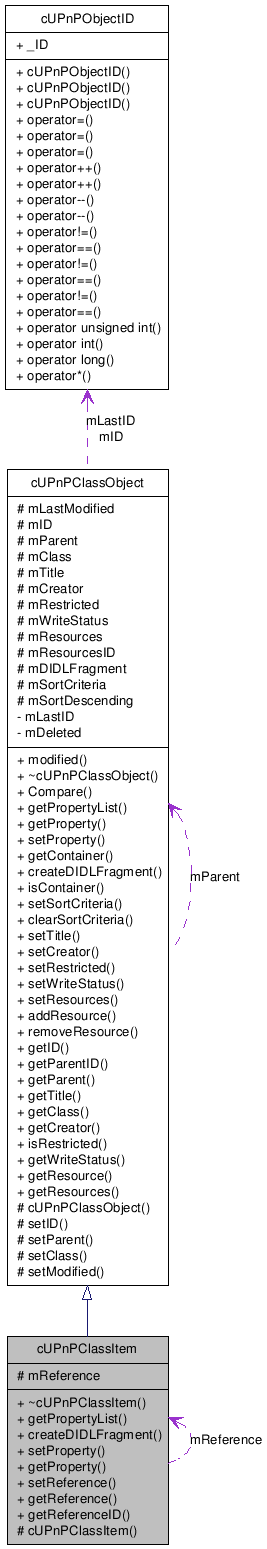 cUPnPObjectID
+ _ID
+ cUPnPObjectID()
+ cUPnPObjectID()
+ cUPnPObjectID()
+ operator=()
+ operator=()
+ operator=()
+ operator++()
+ operator++()
+ operator--()
+ operator--()
+ operator!=()
+ operator==()
+ operator!=()
+ operator==()
+ operator!=()
+ operator==()
+ operator unsigned int()
+ operator int()
+ operator long()
+ operator*()
mLastID
mID
cUPnPClassObject
# mLastModified
# mID
# mParent
# mClass
# mTitle
# mCreator
# mRestricted
# mWriteStatus
# mResources
# mResourcesID
# mDIDLFragment
# mSortCriteria
# mSortDescending
- mLastID
- mDeleted
+ modified()
+ ~cUPnPClassObject()
+ Compare()
+ getPropertyList()
+ getProperty()
+ setProperty()
+ getContainer()
+ createDIDLFragment()
+ isContainer()
+ setSortCriteria()
+ clearSortCriteria()
+ setTitle()
+ setCreator()
+ setRestricted()
+ setWriteStatus()
+ setResources()
+ addResource()
+ removeResource()
+ getID()
+ getParentID()
+ getParent()
+ getTitle()
+ getClass()
+ getCreator()
+ isRestricted()
+ getWriteStatus()
+ getResource()
+ getResources()
# cUPnPClassObject()
# setID()
# setParent()
# setClass()
# setModified()
mParent
cUPnPClassItem
# mReference
+ ~cUPnPClassItem()
+ getPropertyList()
+ createDIDLFragment()
+ setProperty()
+ getProperty()
+ setReference()
+ getReference()
+ getReferenceID()
# cUPnPClassItem()
mReference